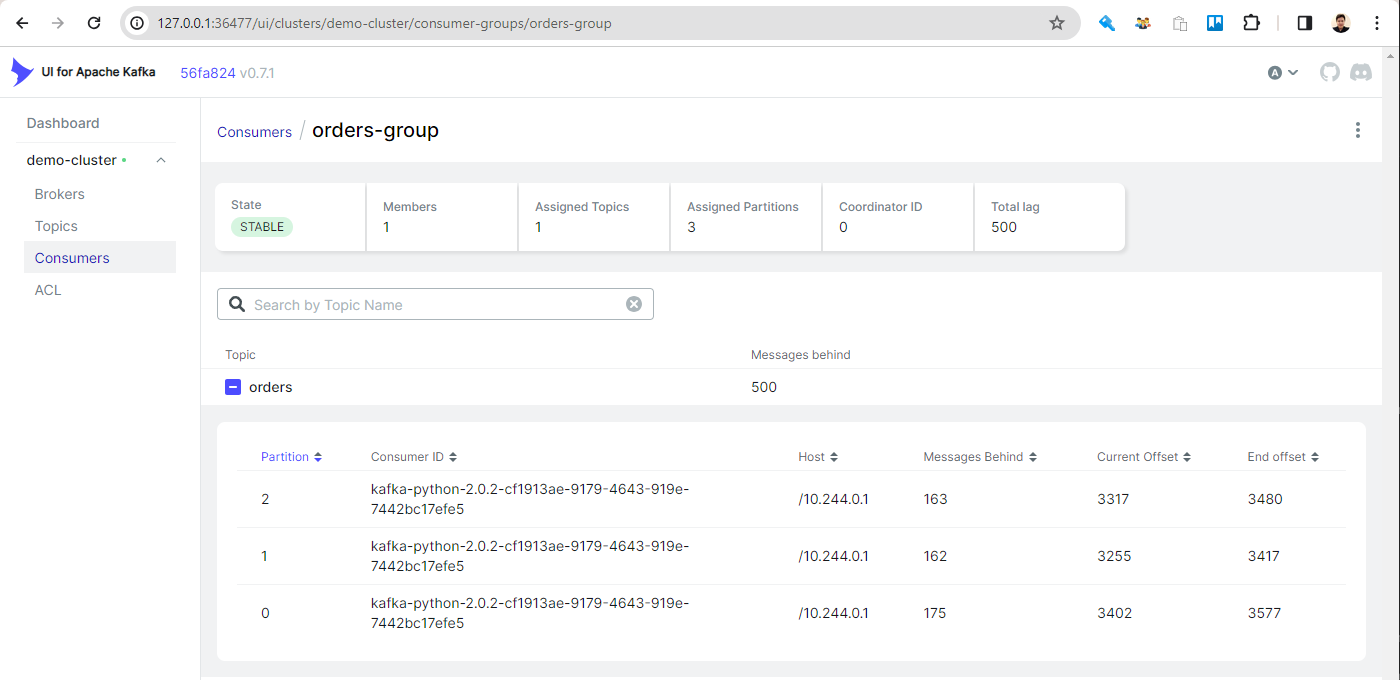 127.0.0.1:36477/ui/clusters/demo-cluster/consumer-groups/orders-group
UI for Apache Kafka 56fa824 v0.7.1
A
Dashboard
demo-cluster
Brokers
Topics
Consumers
ACL
Consumers / orders-group
State
STABLE
Members
1
Assigned Topics
1
Assigned Partitions
3
Coordinator ID
0
Total lag
500
Search by Topic Name
Topic Messages behind
orders 500
Partition Consumer ID Host Messages Behind Current Offset End offset
2 kafka-python-2.0.2-cf1913ae-9179-4643-919e- /10.244.0.1 163 3317 3480
7442bc17efe5
1 kafka-python-2.0.2-cf1913ae-9179-4643-919e- /10.244.0.1 162 3255 3417
7442bc17efe5
0 kafka-python-2.0.2-cf1913ae-9179-4643-919e- /10.244.0.1 175 3402 3577
7442bc17efe5